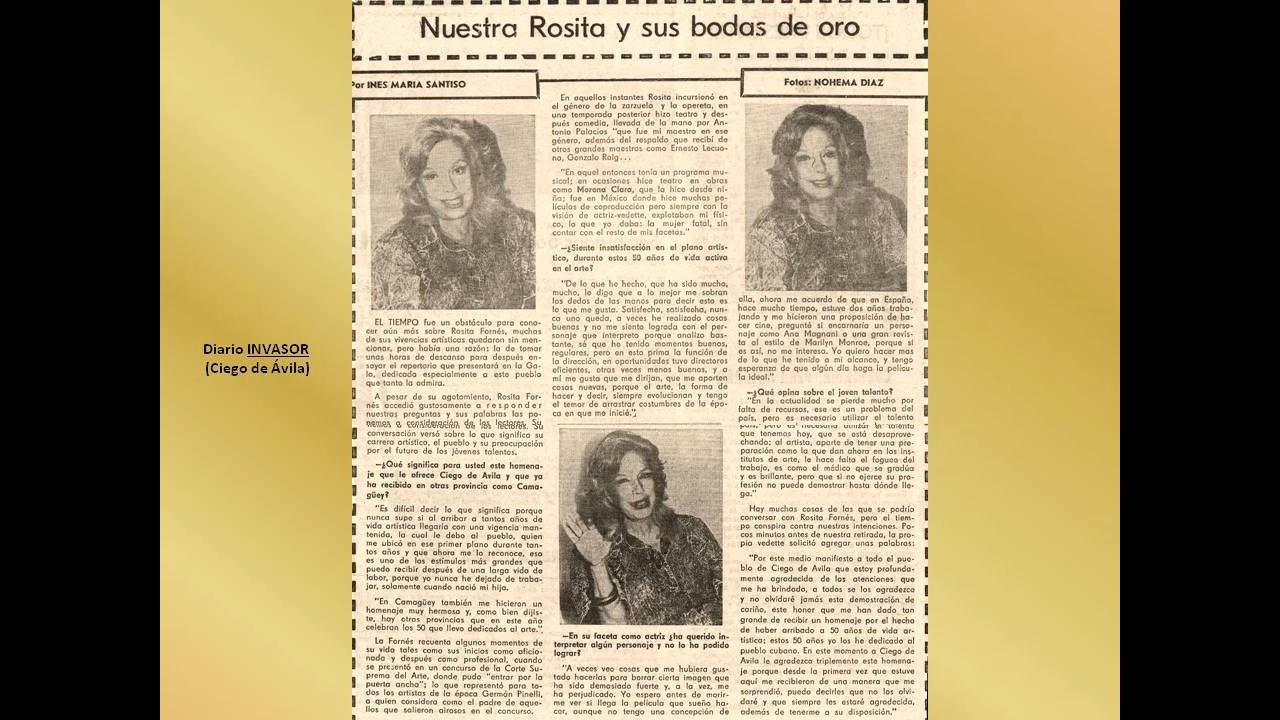 Nuestra Rosita y sus bodas de oro
Por INES MARIA SANTISO
Fotos: NOHEMA DIAZ
Diario INVASOR
(Ciego de Ávila)
EL TIEMPO fue un obstáculo para cono-
cer aún más sobre Rosita Fornés, muchas
de sus vivencias artísticas quedaron sin men-
cionar, pero había una razón: la de tomar
unas horas de descanso para después en-
sayar el repertorio que presentará en la Ga-
la, dedicada especialmente a este pueblo
que tanto la admira.
A pesar de su agotamiento, Rosita For-
nés accedió gustosamente a responder
nuestras preguntas y sus palabras las po-
nemos a consideración de los lectores. Su
conversación versó sobre lo que significa su
carrera artística, el pueblo y su preocupación
por el futuro de los jóvenes talentos.
—¿Qué significa para usted este homena-
je que le ofrece Ciego de Avila y que ya
ha recibido en otras provincia como Cama-
güey?
"Es difícil decir lo que significa porque
nunca supe si al arribar a tantos años de
vida artística llegaría con una vigencia man-
tenida, la cual le debo al pueblo, quien
me ubicó en ese primer plano durante tan-
tos años y que ahora me lo reconoce, eso
es uno de los estímulos más grandes que
puedo recibir después de una larga vida de
labor, porque yo nunca he dejado de traba-
jar, solamente cuando nació mi hija.
"En Camagüey también me hicieron un
homenaje muy hermoso y, como bien dijis-
te, hay otras provincias que en este año
celebran los 50 que llevo dedicados al arte."
La Fornés recuenta algunos momentos de
su vida tales como sus inicios como aficio-
nada y después como profesional, cuando
se presentó en un concurso de la Corte Su-
prema del Arte, donde pudo "entrar por la
puerta ancha"; lo que representó para to-
dos los artistas de la época Germán Pinelli,
a quien considera como el padre de aque-
llos que salieron airosos en el concurso.
En aquellos instantes Rosita incursionó en
el género de la zarzuela y la opereta, en
una temporada posterior hizo teatro y des-
pués comedia, llevada de la mano por An-
tonio Palacios "que fue mi maestro en ese
género, además del respaldo que recibí de
otros grandes maestros como Ernesto Lecuo-
na, Gonzalo Roig...
"En aquel entonces tenía un programa mu-
sical; en ocasiones hice teatro en obras
como Morena Clara, que la hice desde ni-
ña; fue en México donde hice muchas pe-
lículas de coproducción pero siempre con la
visión de actriz-vedette, explotaban mi físi-
co, lo que yo daba: la mujer fatal, sin
contar con el resto de mis facetas."
—¿Siente insatisfacción en el plano artís-
tico, durante estos 50 años de vida activa
en el arte?
"De lo que he hecho, que ha sido mucho,
mucho, le digo que a lo mejor me sobran
los dedos de las manos para decir esto es
lo que me gusta. Satisfecha, satisfecha, nun-
ca uno queda, a veces he realizado cosas
buenas y no me siento lograda con el per-
sonaje que interpreto porque analizo bas-
tante, sé que he tenido momentos buenos,
regulares, pero en esto prima la función de
la dirección, en oportunidades tuve directores
eficientes, otras veces menos buenos, y a
mí me gusta que me dirijan, que me aporten
cosas nuevas, porque el arte, la forma de
hacer y decir, siempre evolucionan y tengo
el temor de arrastrar costumbres de la épo-
ca en que me inicié."
—En su faceta como actriz ¿ha querido in-
terpretar algún personaje y no lo ha podido
lograr?
"A veces veo cosas que me hubiera gus-
tado hacerlas para borrar cierta imagen que
ha sido demasiado fuerte y, a la vez, me
ha perjudicado. Yo espero antes de morir-
me ver si llega la película que sueño ha-
cer, aunque no tengo una concepción de
ella, ahora me acuerdo de que en España,
hace mucho tiempo, estuve dos años traba-
jando y me hicieron una proposición de ha-
cer cine, pregunté si encarnaría un perso-
naje como Ana Magnani o una gran revis-
ta al estilo de Marilyn Monroe, porque si
es así, no me interesa. Yo quiero hacer mas
de lo que he tenido a mi alcance, y tengo
esperanza de que algún día haga la pelícu-
la ideal."
—¿Qué opina sobre el joven talento?
"En la actualidad se pierde mucho por
falta de recursos, ese es un problema del
país, pero es necesario utilizar el talento
que tenemos hoy, que se está desaprove-
chando; al artista, aparte de tener una pre-
paración como la que dan ahora en los ins-
titutos de arte, le hace falta el fogueo del
trabajo, es como el médico que se gradúa
y es brillante, pero que si no ejerce su pro-
fesión no puede demostrar hasta dónde lle-
ga."
Hay muchas cosas de las que se podría
conversar con Rosita Fornés, pero el tiem-
po conspira contra nuestras intenciones. Po-
cos minutos antes de nuestra retirada, la pro-
pia vedette solicitó agregar unas palabras:
"Por este medio manifiesto a todo el pue-
blo de Ciego de Avila que estoy profunda-
mente agradecida de las atenciones que
me ha brindado, a todos se los agradezco
y no olvidaré jamás esta demostración de
cariño, este honor que me han dado tan
grande de recibir un homenaje por el hecho
de haber arribado a 50 años de vida ar-
tística; estos 50 años yo los he dedicado al
pueblo cubano. En este momento a Ciego de
Avila le agradezco triplemente este homena-
je porque desde la primera vez que estuve
aquí me recibieron de una manera que me
sorprendió, puedo decirles que no los olvi-
daré y que siempre les estaré agradecida,
además de tenerme a su disposición."